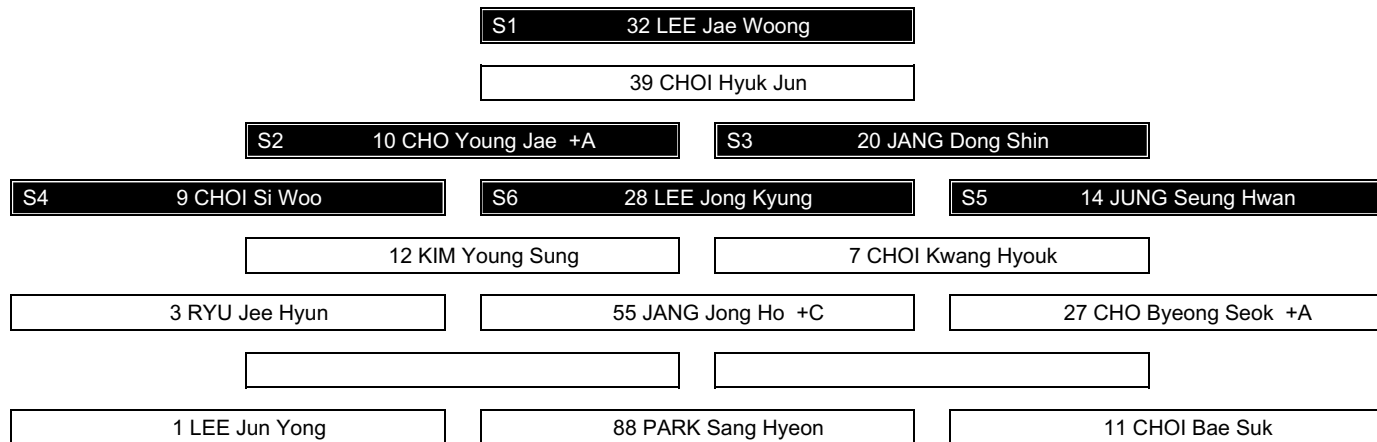 S1 32 LEE Jae Woong
39 CHOI Hyuk Jun
S2 10 CHO Young Jae +A S3 20 JANG Dong Shin
S4 9 CHOI Si Woo S6 28 LEE Jong Kyung S5 14 JUNG Seung Hwan
12 KIM Young Sung 7 CHOI Kwang Hyouk
3 RYU Jee Hyun 55 JANG Jong Ho +C 27 CHO Byeong Seok +A
1 LEE Jun Yong 88 PARK Sang Hyeon 11 CHOI Bae Suk